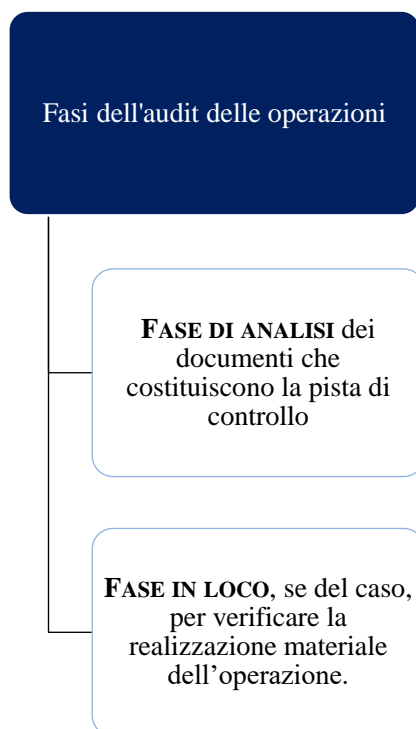 Fasi dell'audit delle operazioni
FASE DI ANALISI dei
documenti che
costituiscono la pista di
controllo
FASE IN LOCO, se del caso,
per verificare la
realizzazione materiale
dell’operazione.